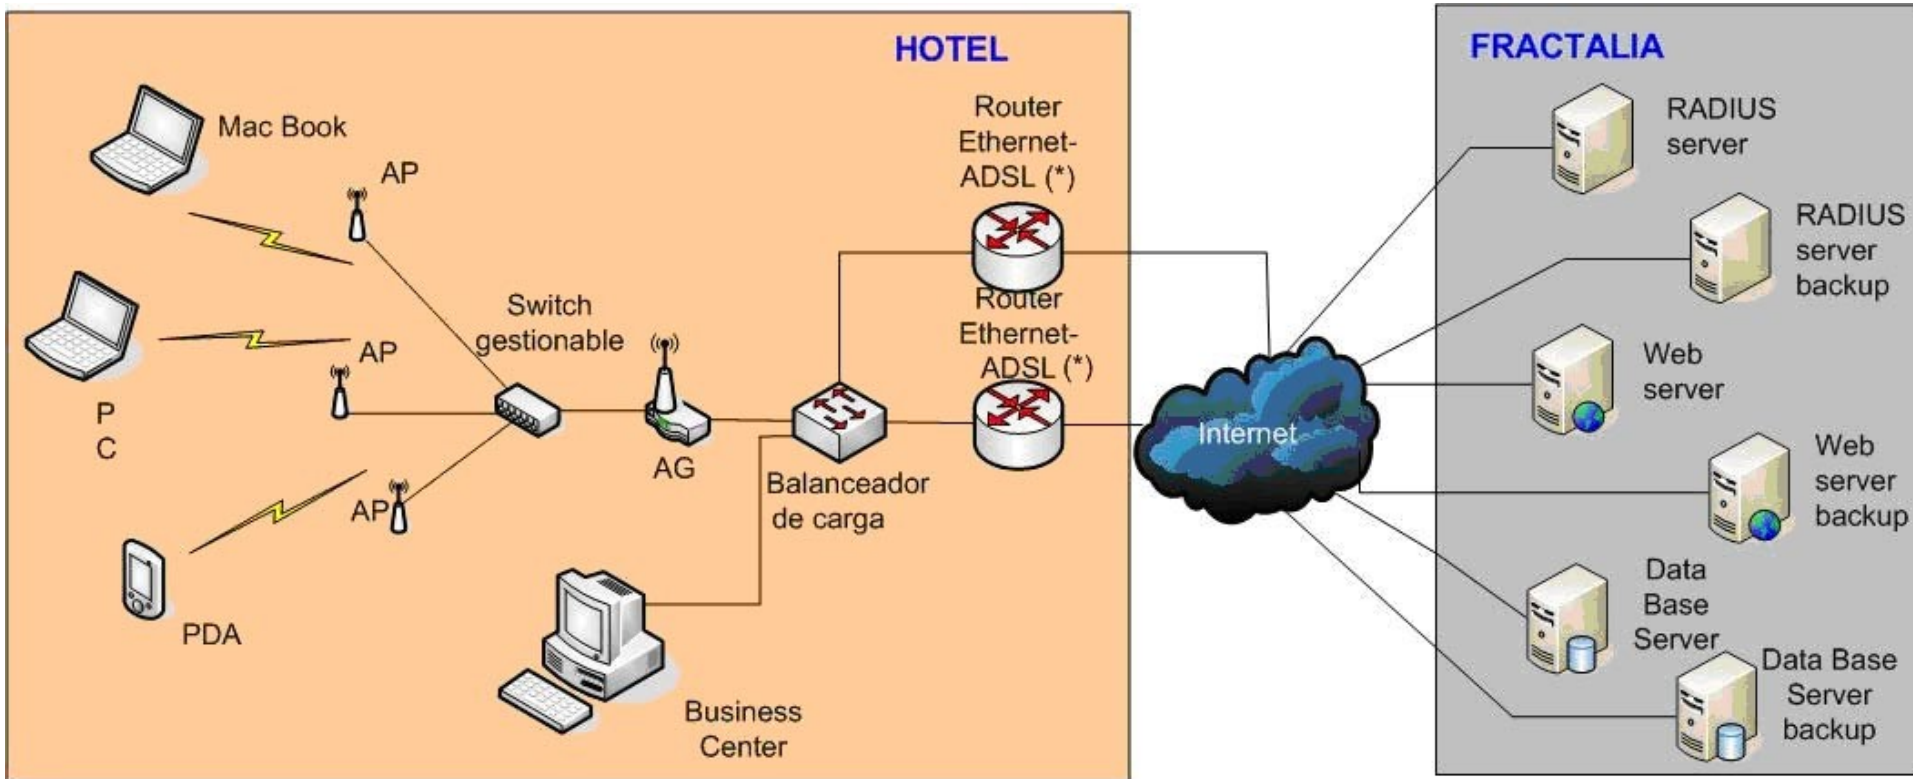 HOTEL
Mac Book
AP
Router
Ethernet-
ADSL (*)
Switch
gestionable
Router
Ethernet-
ADSL (*)
P
C
AP
AG
Balanceador
de carga
AP
PDA
Business
Center
Internet
FRACTALIA
RADIUS
server
RADIUS
server
backup
Web
server
Web
server
backup
Data
Base
Server
Data Base
Server
backup